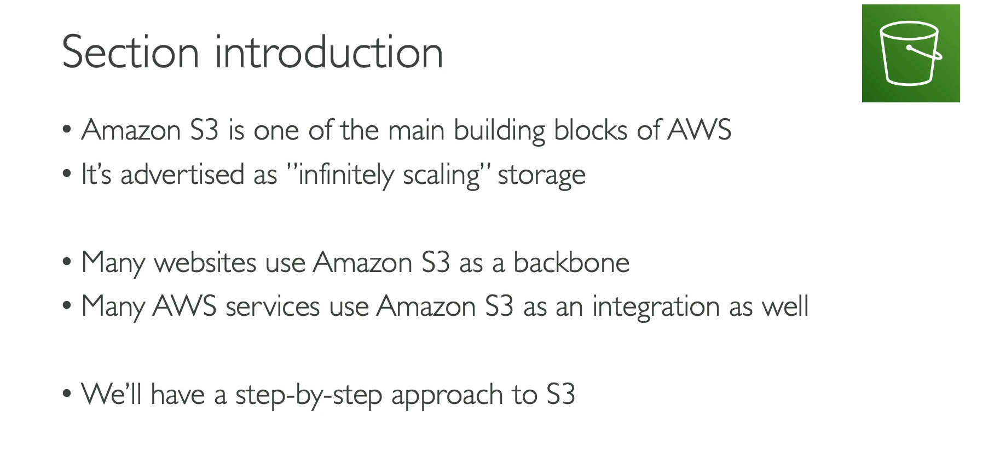 Section introduction
• Amazon S3 is one of the main building blocks of AWS
• It’s advertised as ”infinitely scaling” storage
• Many websites use Amazon S3 as a backbone
• Many AWS services use Amazon S3 as an integration as well
• We’ll have a step-by-step approach to S3